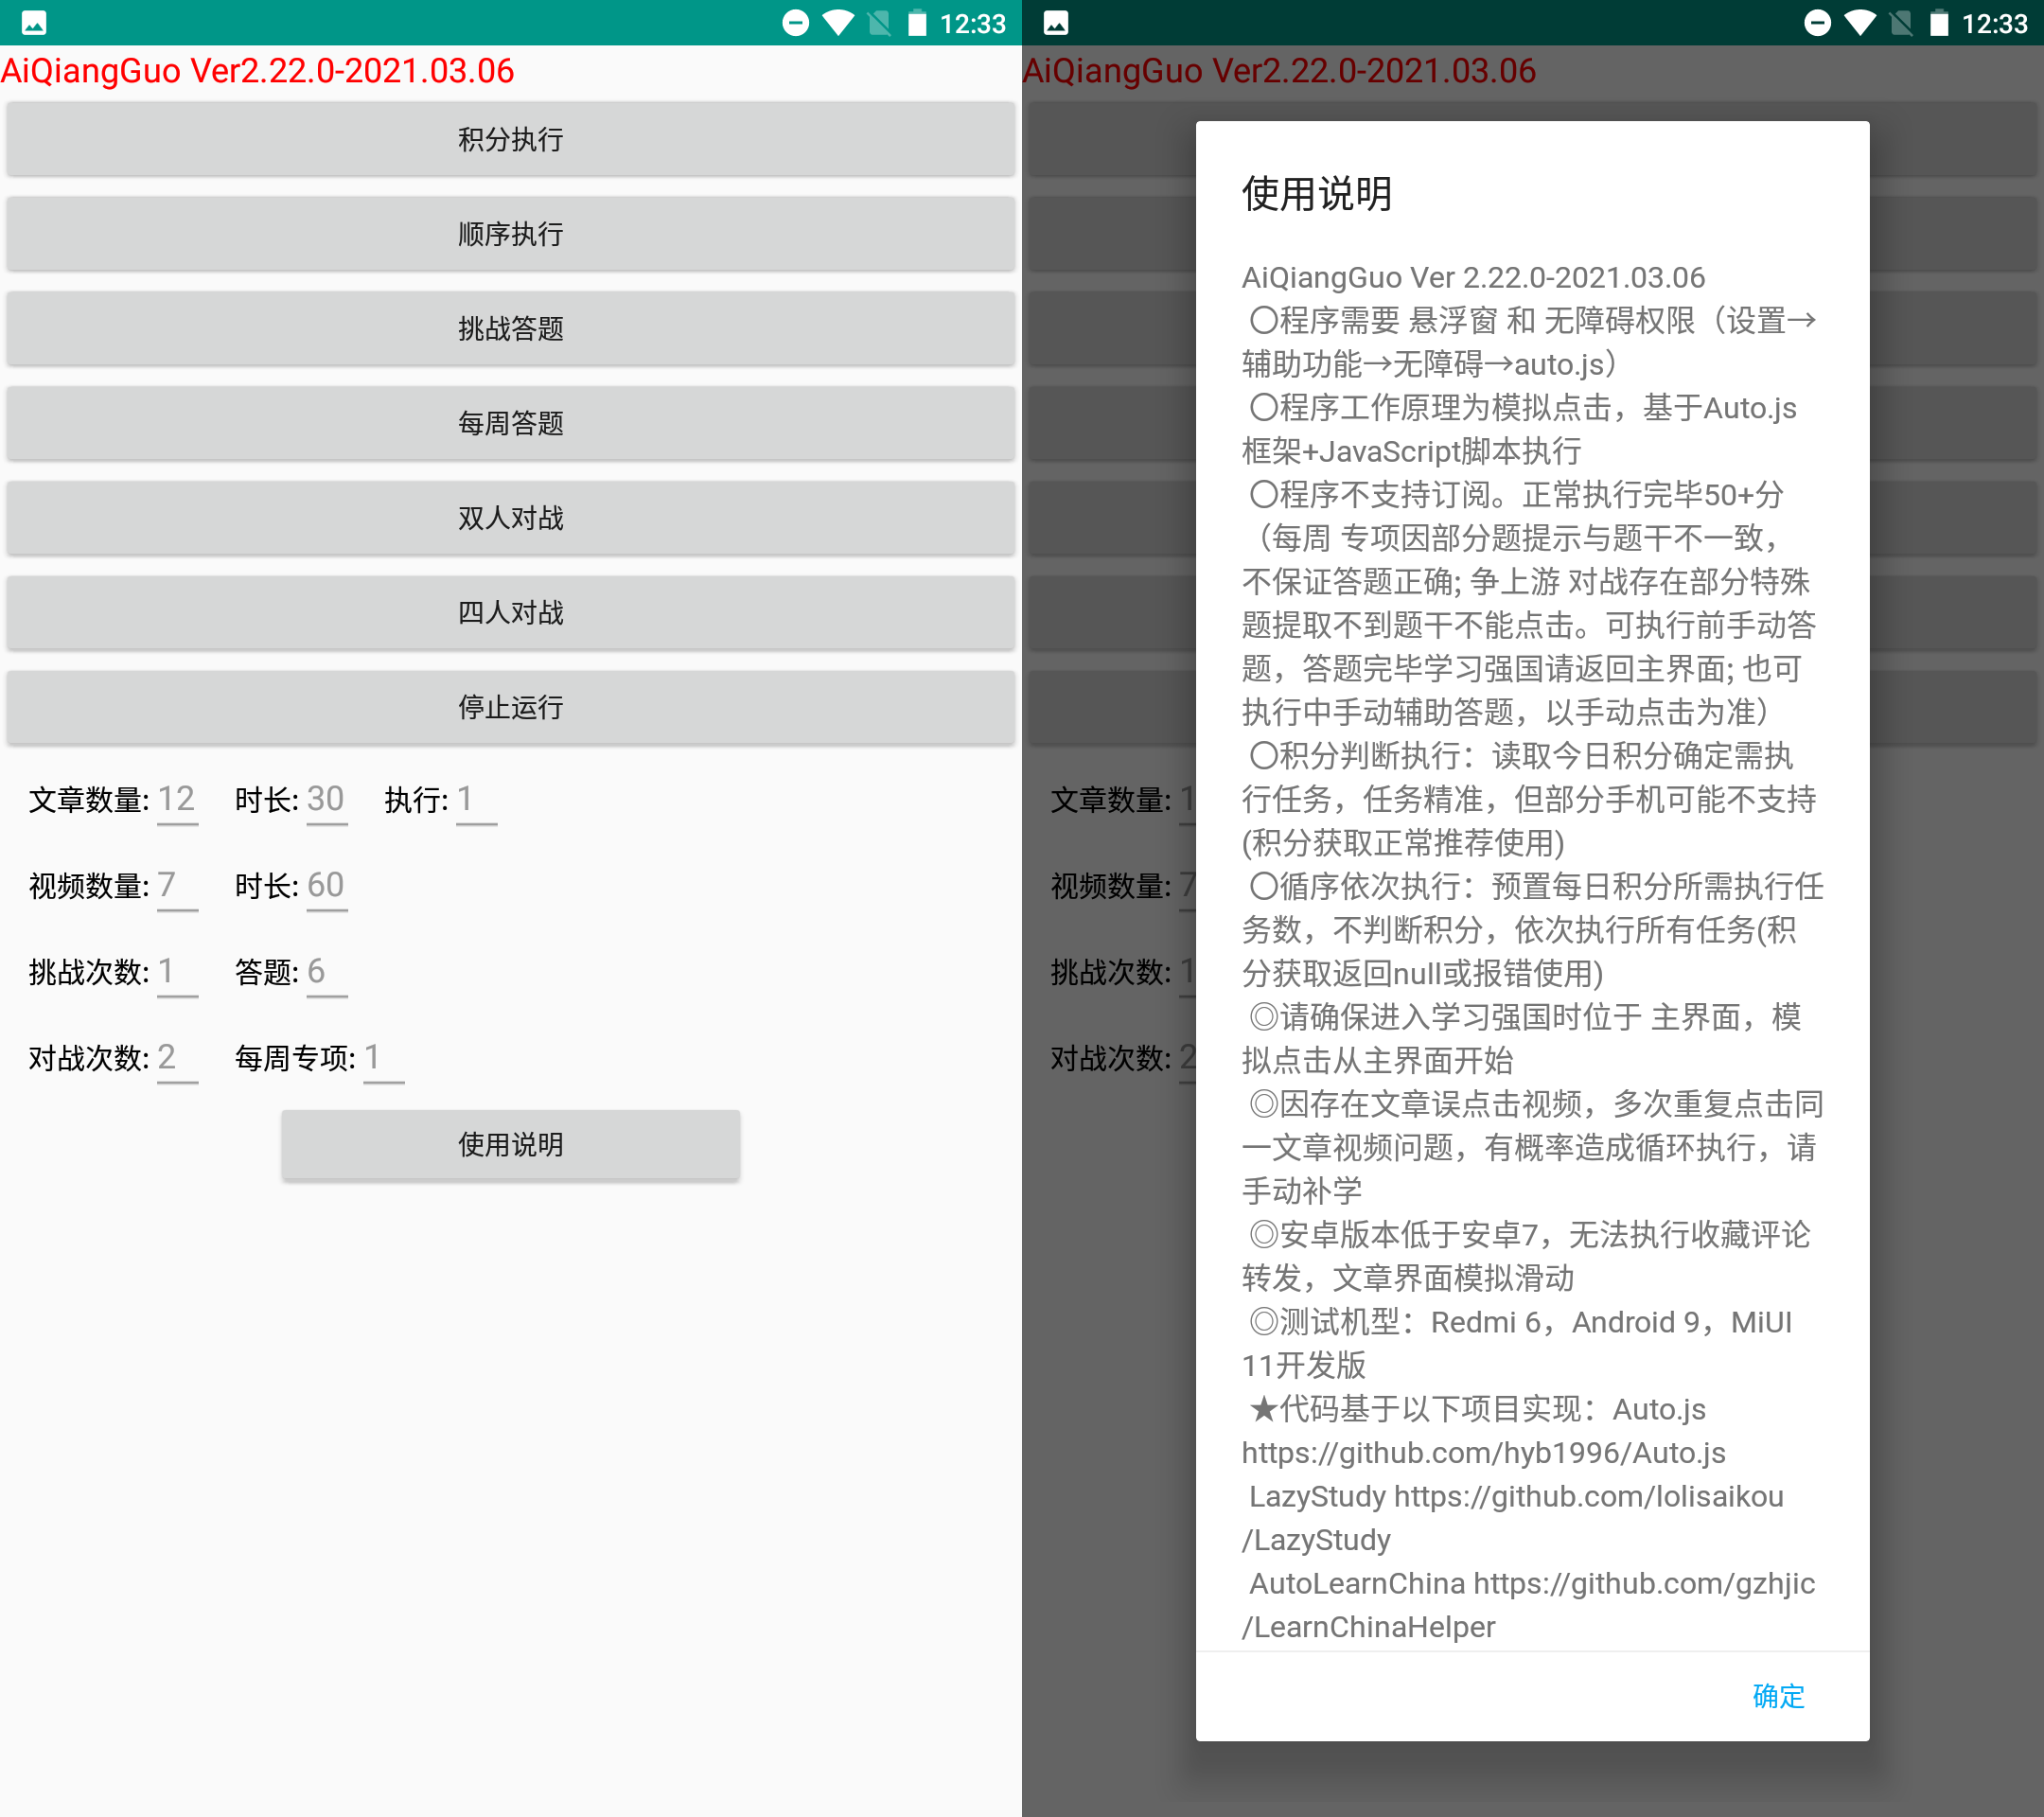 12:33
AiQiangGuo Ver2.22.0-2021.03.06
积分执行
顺序执行
挑战答题
每周答题
双人对战
四人对战
停止运行
文章数量: 12 时长: 30 执行: 1
视频数量: 7 时长: 60
挑战次数: 1 答题: 6
对战次数: 2 每周专项: 1
使用说明
12:33
AiQiangGuo Ver2.22.0-2021.03.06
文章数量: 1
视频数量: 7
挑战次数: 1
对战次数: 2
使用说明
AiQiangGuo Ver 2.22.0-2021.03.06
〇程序需要 悬浮窗 和 无障碍权限（设置→
辅助功能→无障碍→auto.js）
〇程序工作原理为模拟点击，基于Auto.js
框架+JavaScript脚本执行
〇程序不支持订阅。正常执行完毕50+分
（每周 专项因部分题提示与题干不一致，
不保证答题正确; 争上游 对战存在部分特殊
题提取不到题干不能点击。可执行前手动答
题，答题完毕学习强国请返回主界面; 也可
执行中手动辅助答题，以手动点击为准）
〇积分判断执行：读取今日积分确定需执
行任务，任务精准，但部分手机可能不支持
(积分获取正常推荐使用)
〇循序依次执行：预置每日积分所需执行任
务数，不判断积分，依次执行所有任务(积
分获取返回null或报错使用)
◎请确保进入学习强国时位于 主界面，模
拟点击从主界面开始
◎因存在文章误点击视频，多次重复点击同
一文章视频问题，有概率造成循环执行，请
手动补学
◎安卓版本低于安卓7，无法执行收藏评论
转发，文章界面模拟滑动
◎测试机型：Redmi 6，Android 9，MiUI
11开发版
★代码基于以下项目实现：Auto.js
https://github.com/hyb1996/Auto.js
LazyStudy https://github.com/lolisaikou
/LazyStudy
AutoLearnChina https://github.com/gzhjic
/LearnChinaHelper
确定